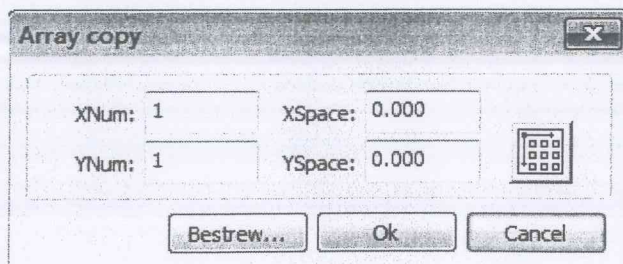 Array copy
XNum: 1 XSpace: 0.000
YNum: 1 YSpace: 0.000
Bestrew... Ok Cancel